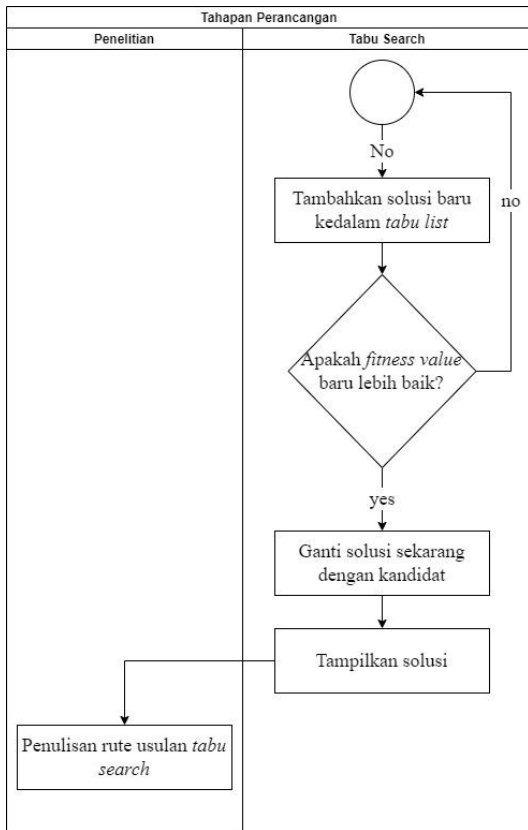 Tahapan Perancangan
Penelitian
Tabu Search
No
Tambahkan solusi baru
kedalam tabu list
no
Apakah fitness value
baru lebih baik?
yes
Ganti solusi sekarang
dengan kandidat
Tampilkan solusi
Penulisan rute usulan tabu
search